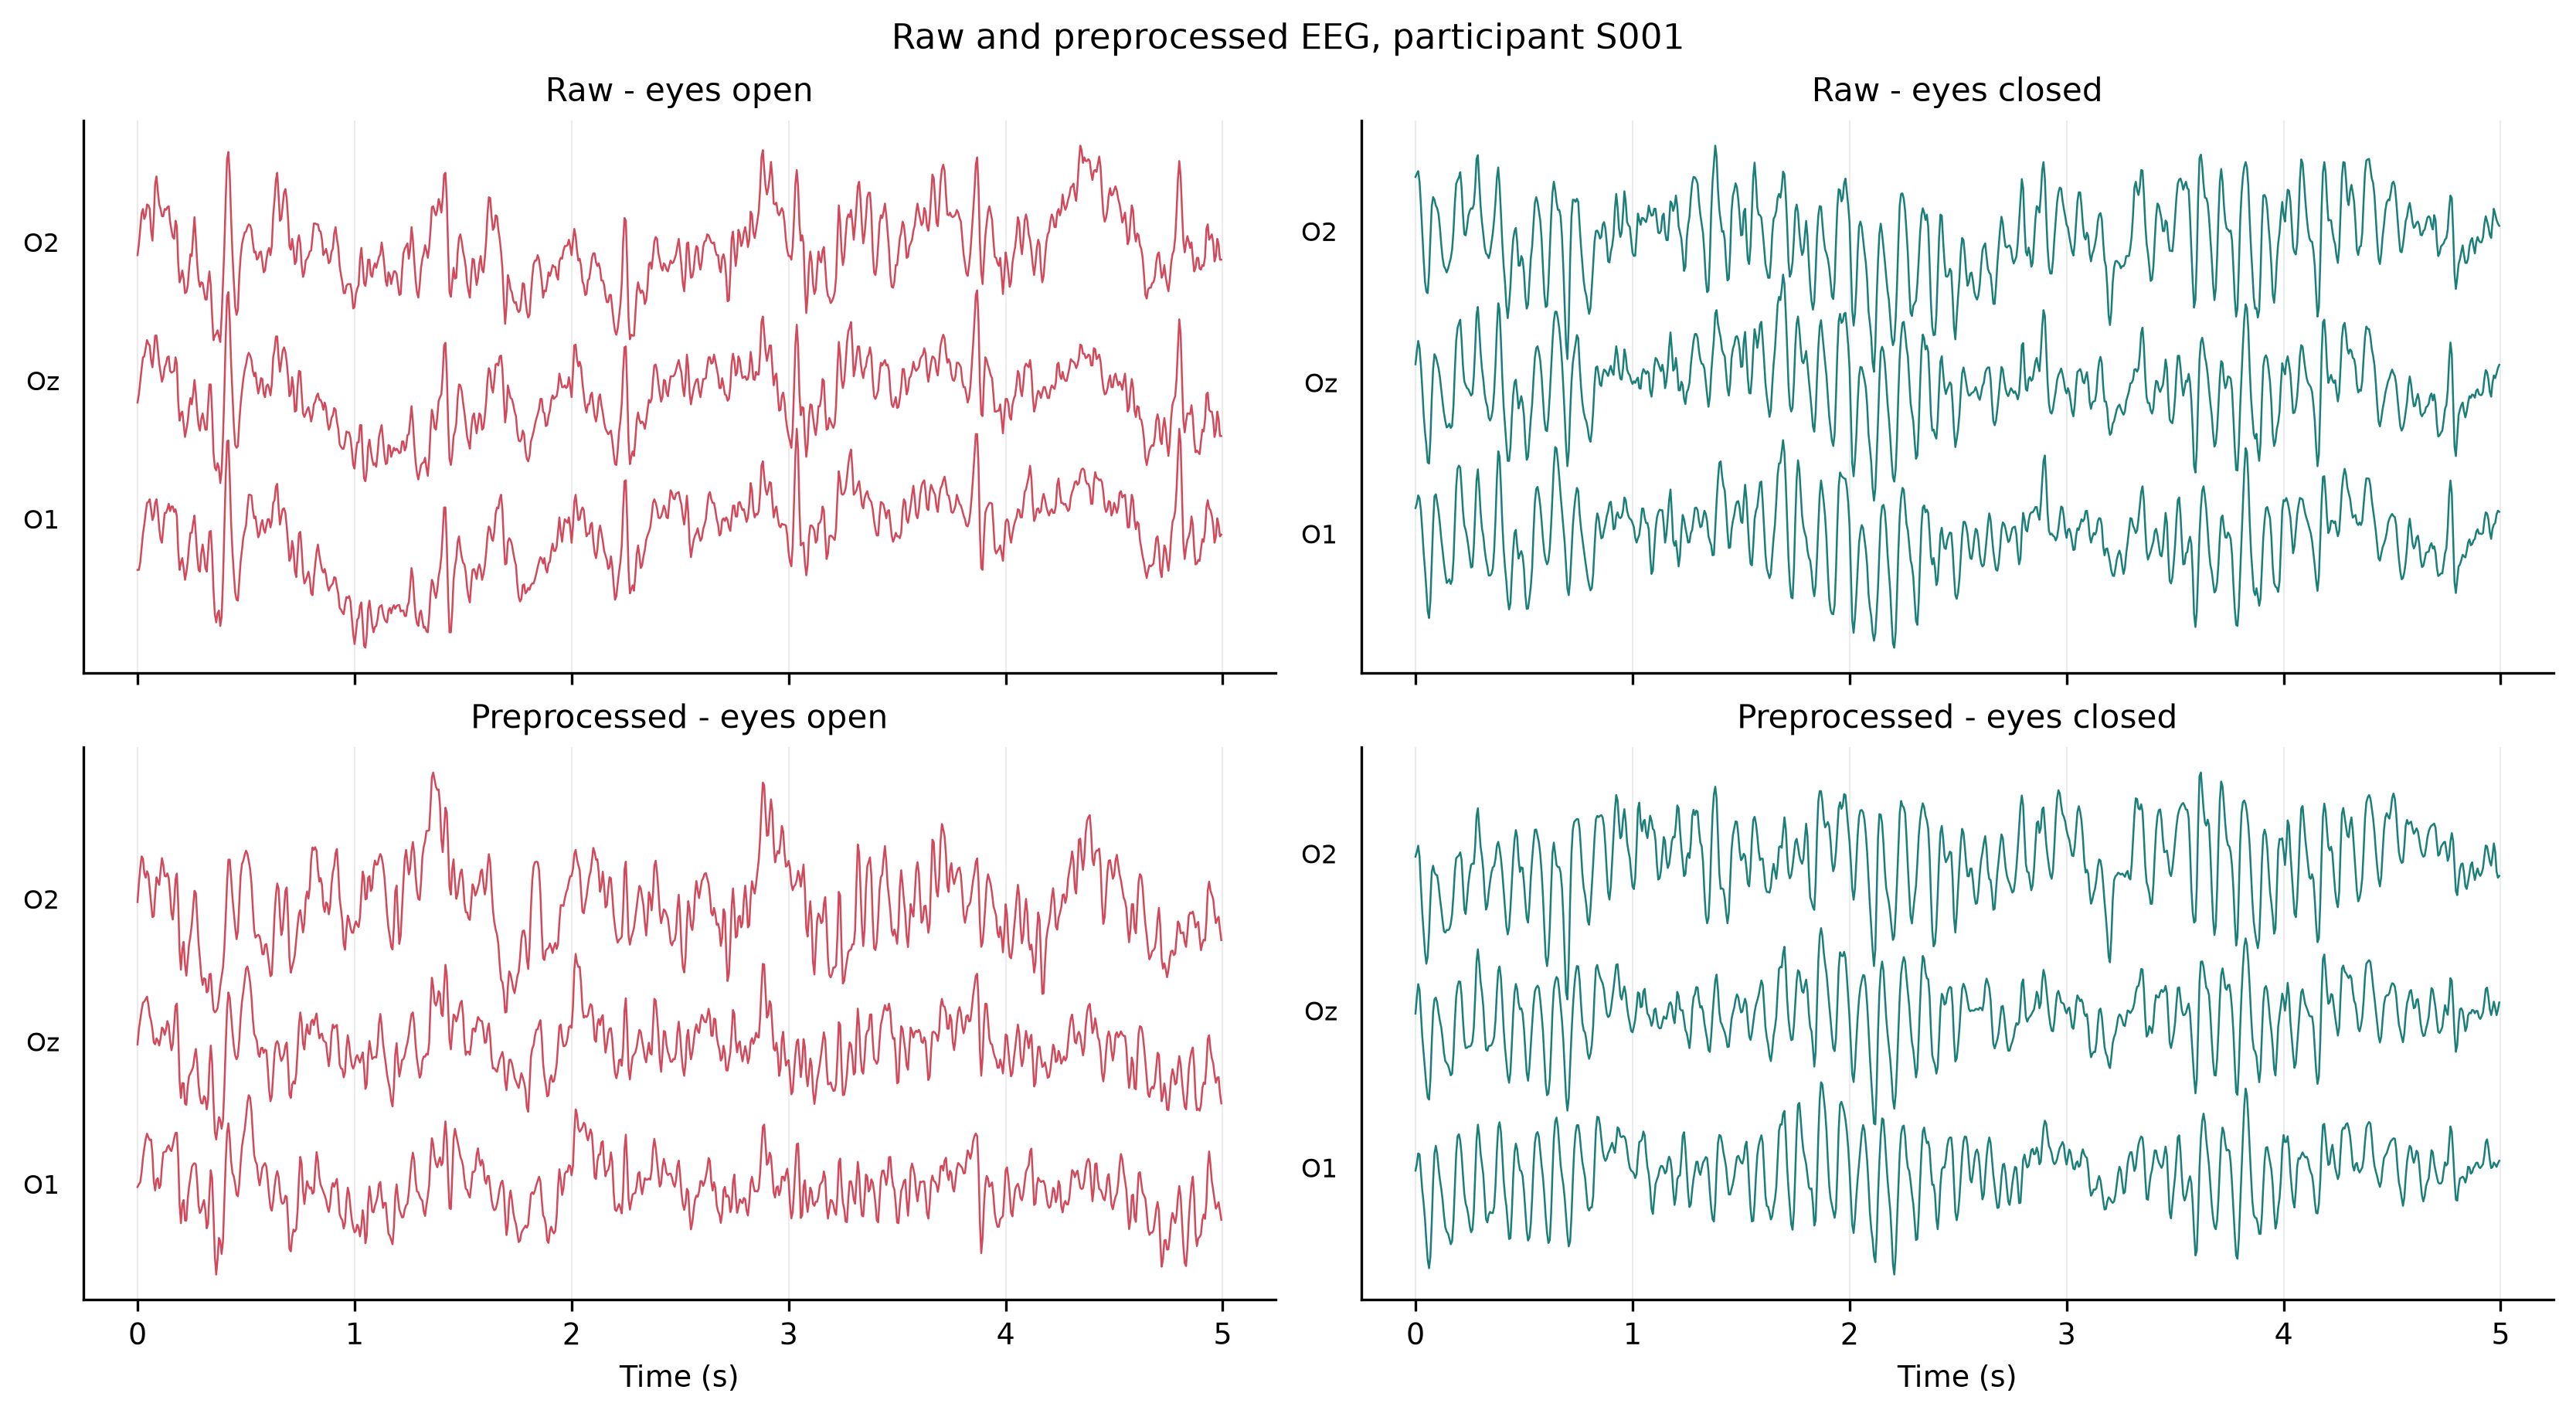 Raw and preprocessed EEG, participant S001
Raw - eyes open
O2
Oz
O1
Raw - eyes closed
O2
Oz
O1
Preprocessed - eyes open
O2
Oz
O1
0 1 2 3 4 5
Time (s)
Preprocessed - eyes closed
O2
Oz
O1
0 1 2 3 4 5
Time (s)